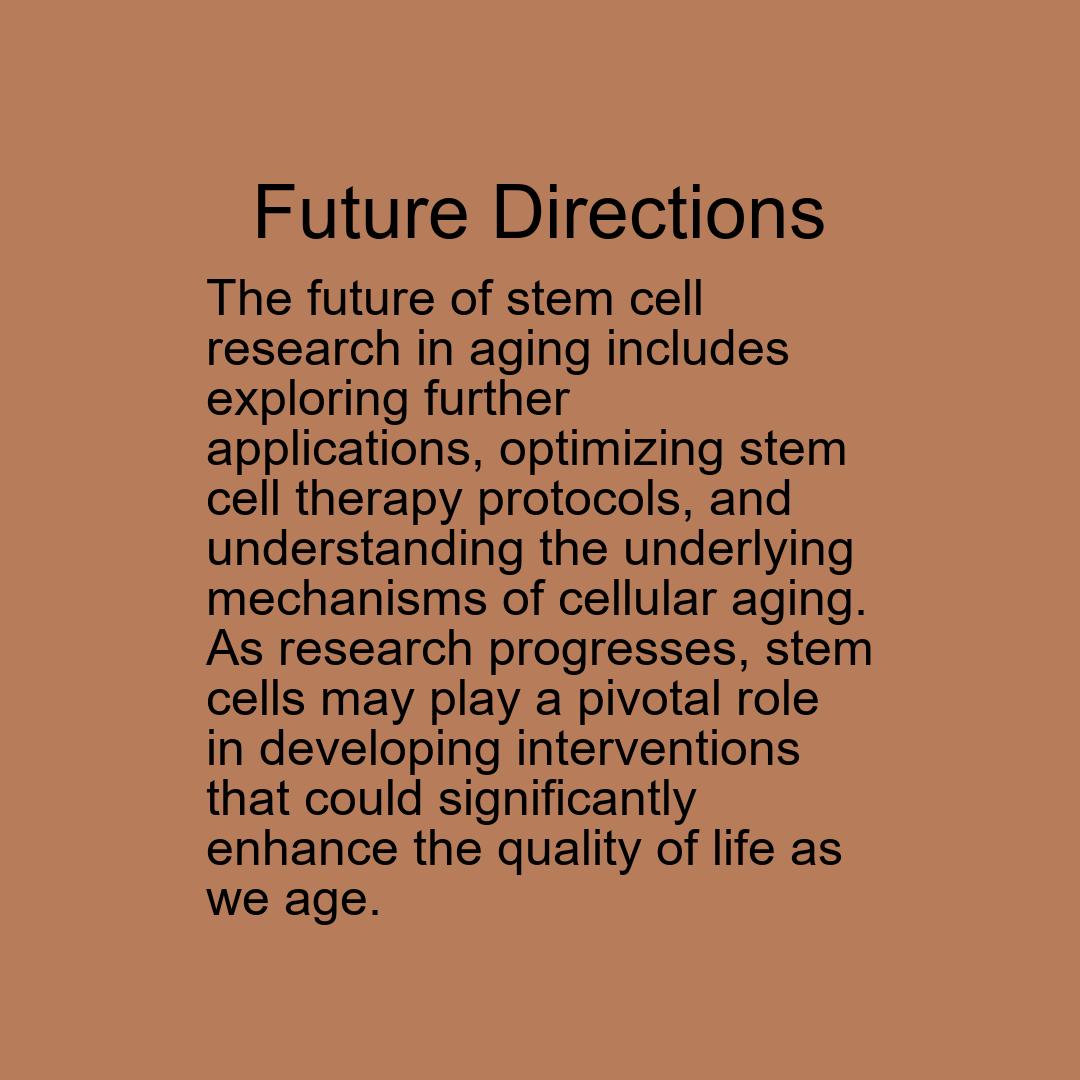 Future Directions
The future of stem cell
research in aging includes
exploring further
applications, optimizing stem
cell therapy protocols, and
understanding the underlying
mechanisms of cellular aging.
As research progresses, stem
cells may play a pivotal role
in developing interventions
that could significantly
enhance the quality of life as
we age.